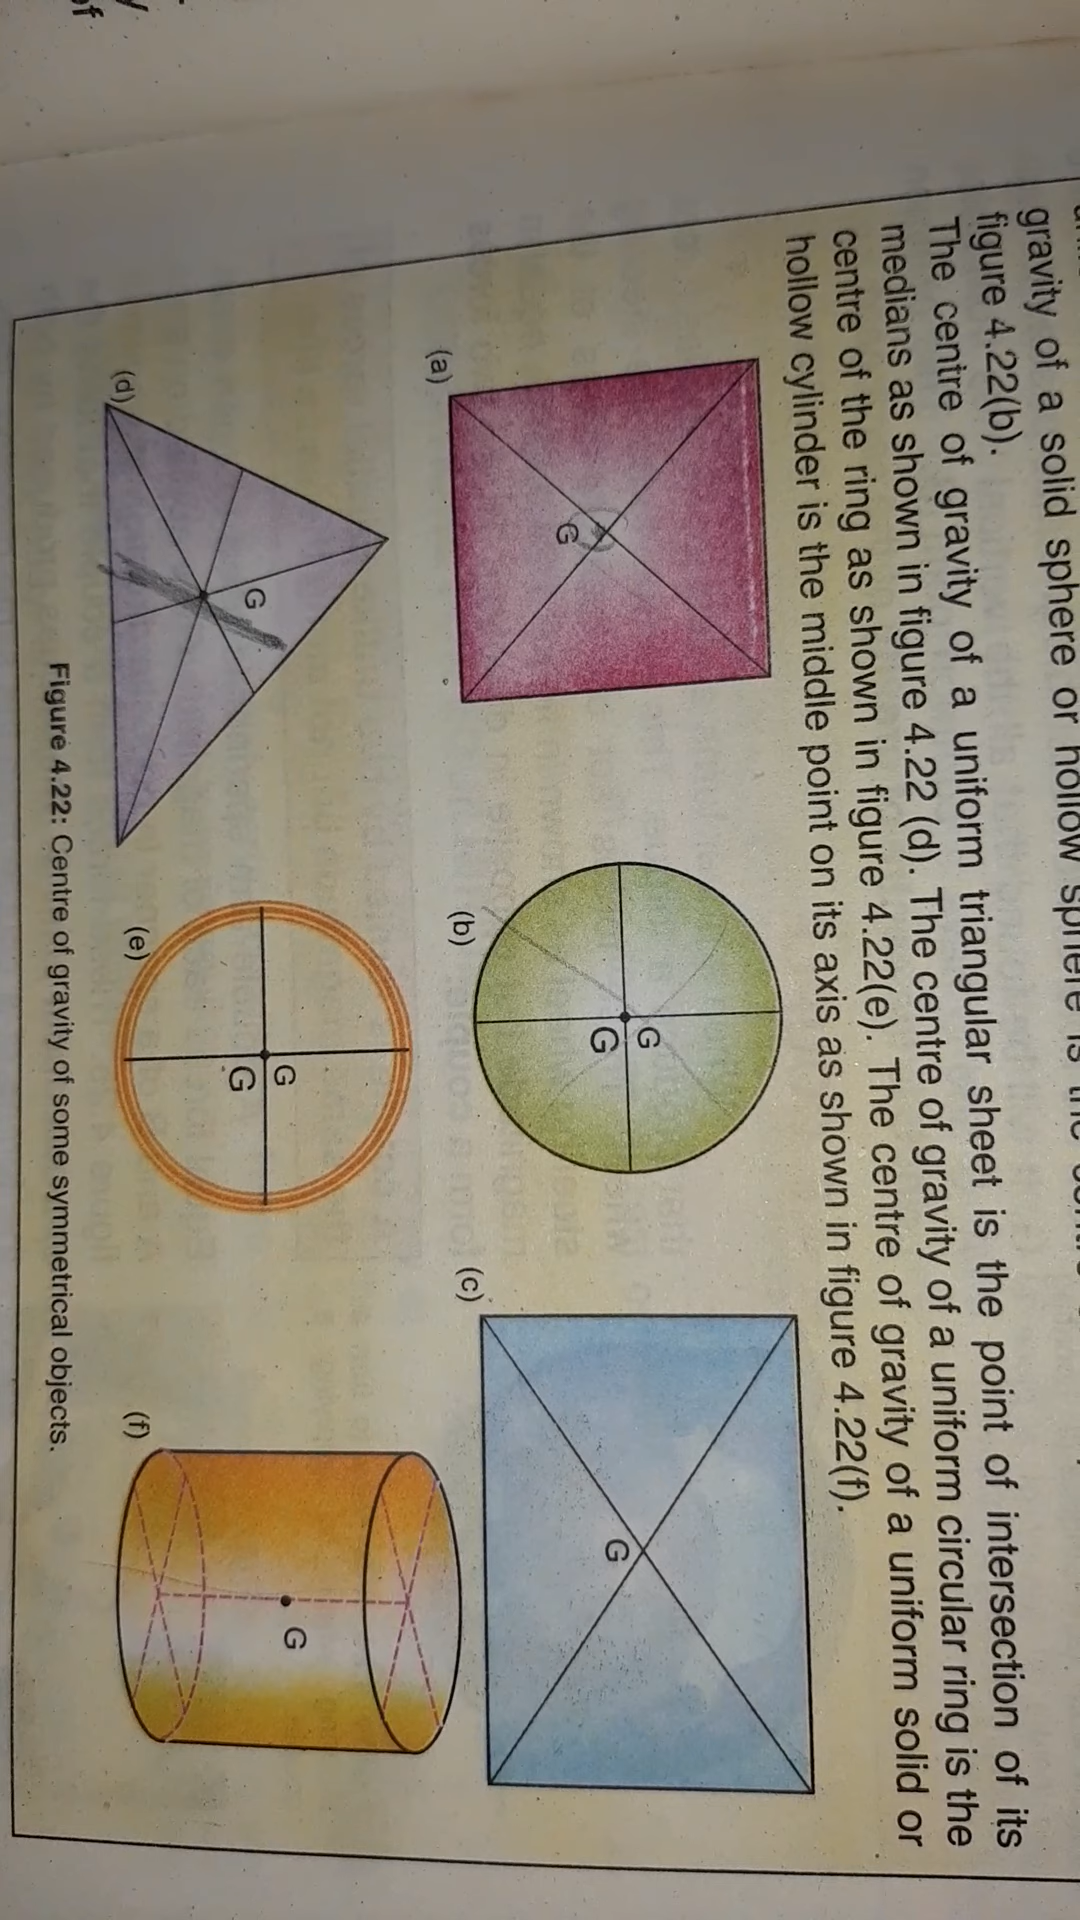 gravity of a solid sphere or hollow sphere is the
figure 4.22(b).
The centre of gravity of a uniform triangular sheet is the point of intersection of its
medians as shown in figure 4.22 (d). The centre of gravity of a uniform circular ring is the
centre of the ring as shown in figure 4.22(e). The centre of gravity of a uniform solid or
hollow cylinder is the middle point on its axis as shown in figure 4.22(f).
G
(a)
G
G
(b)
G
(c)
G
(d)
G
G
(e)
G
(f)
Figure 4.22: Centre of gravity of some symmetrical objects.
of